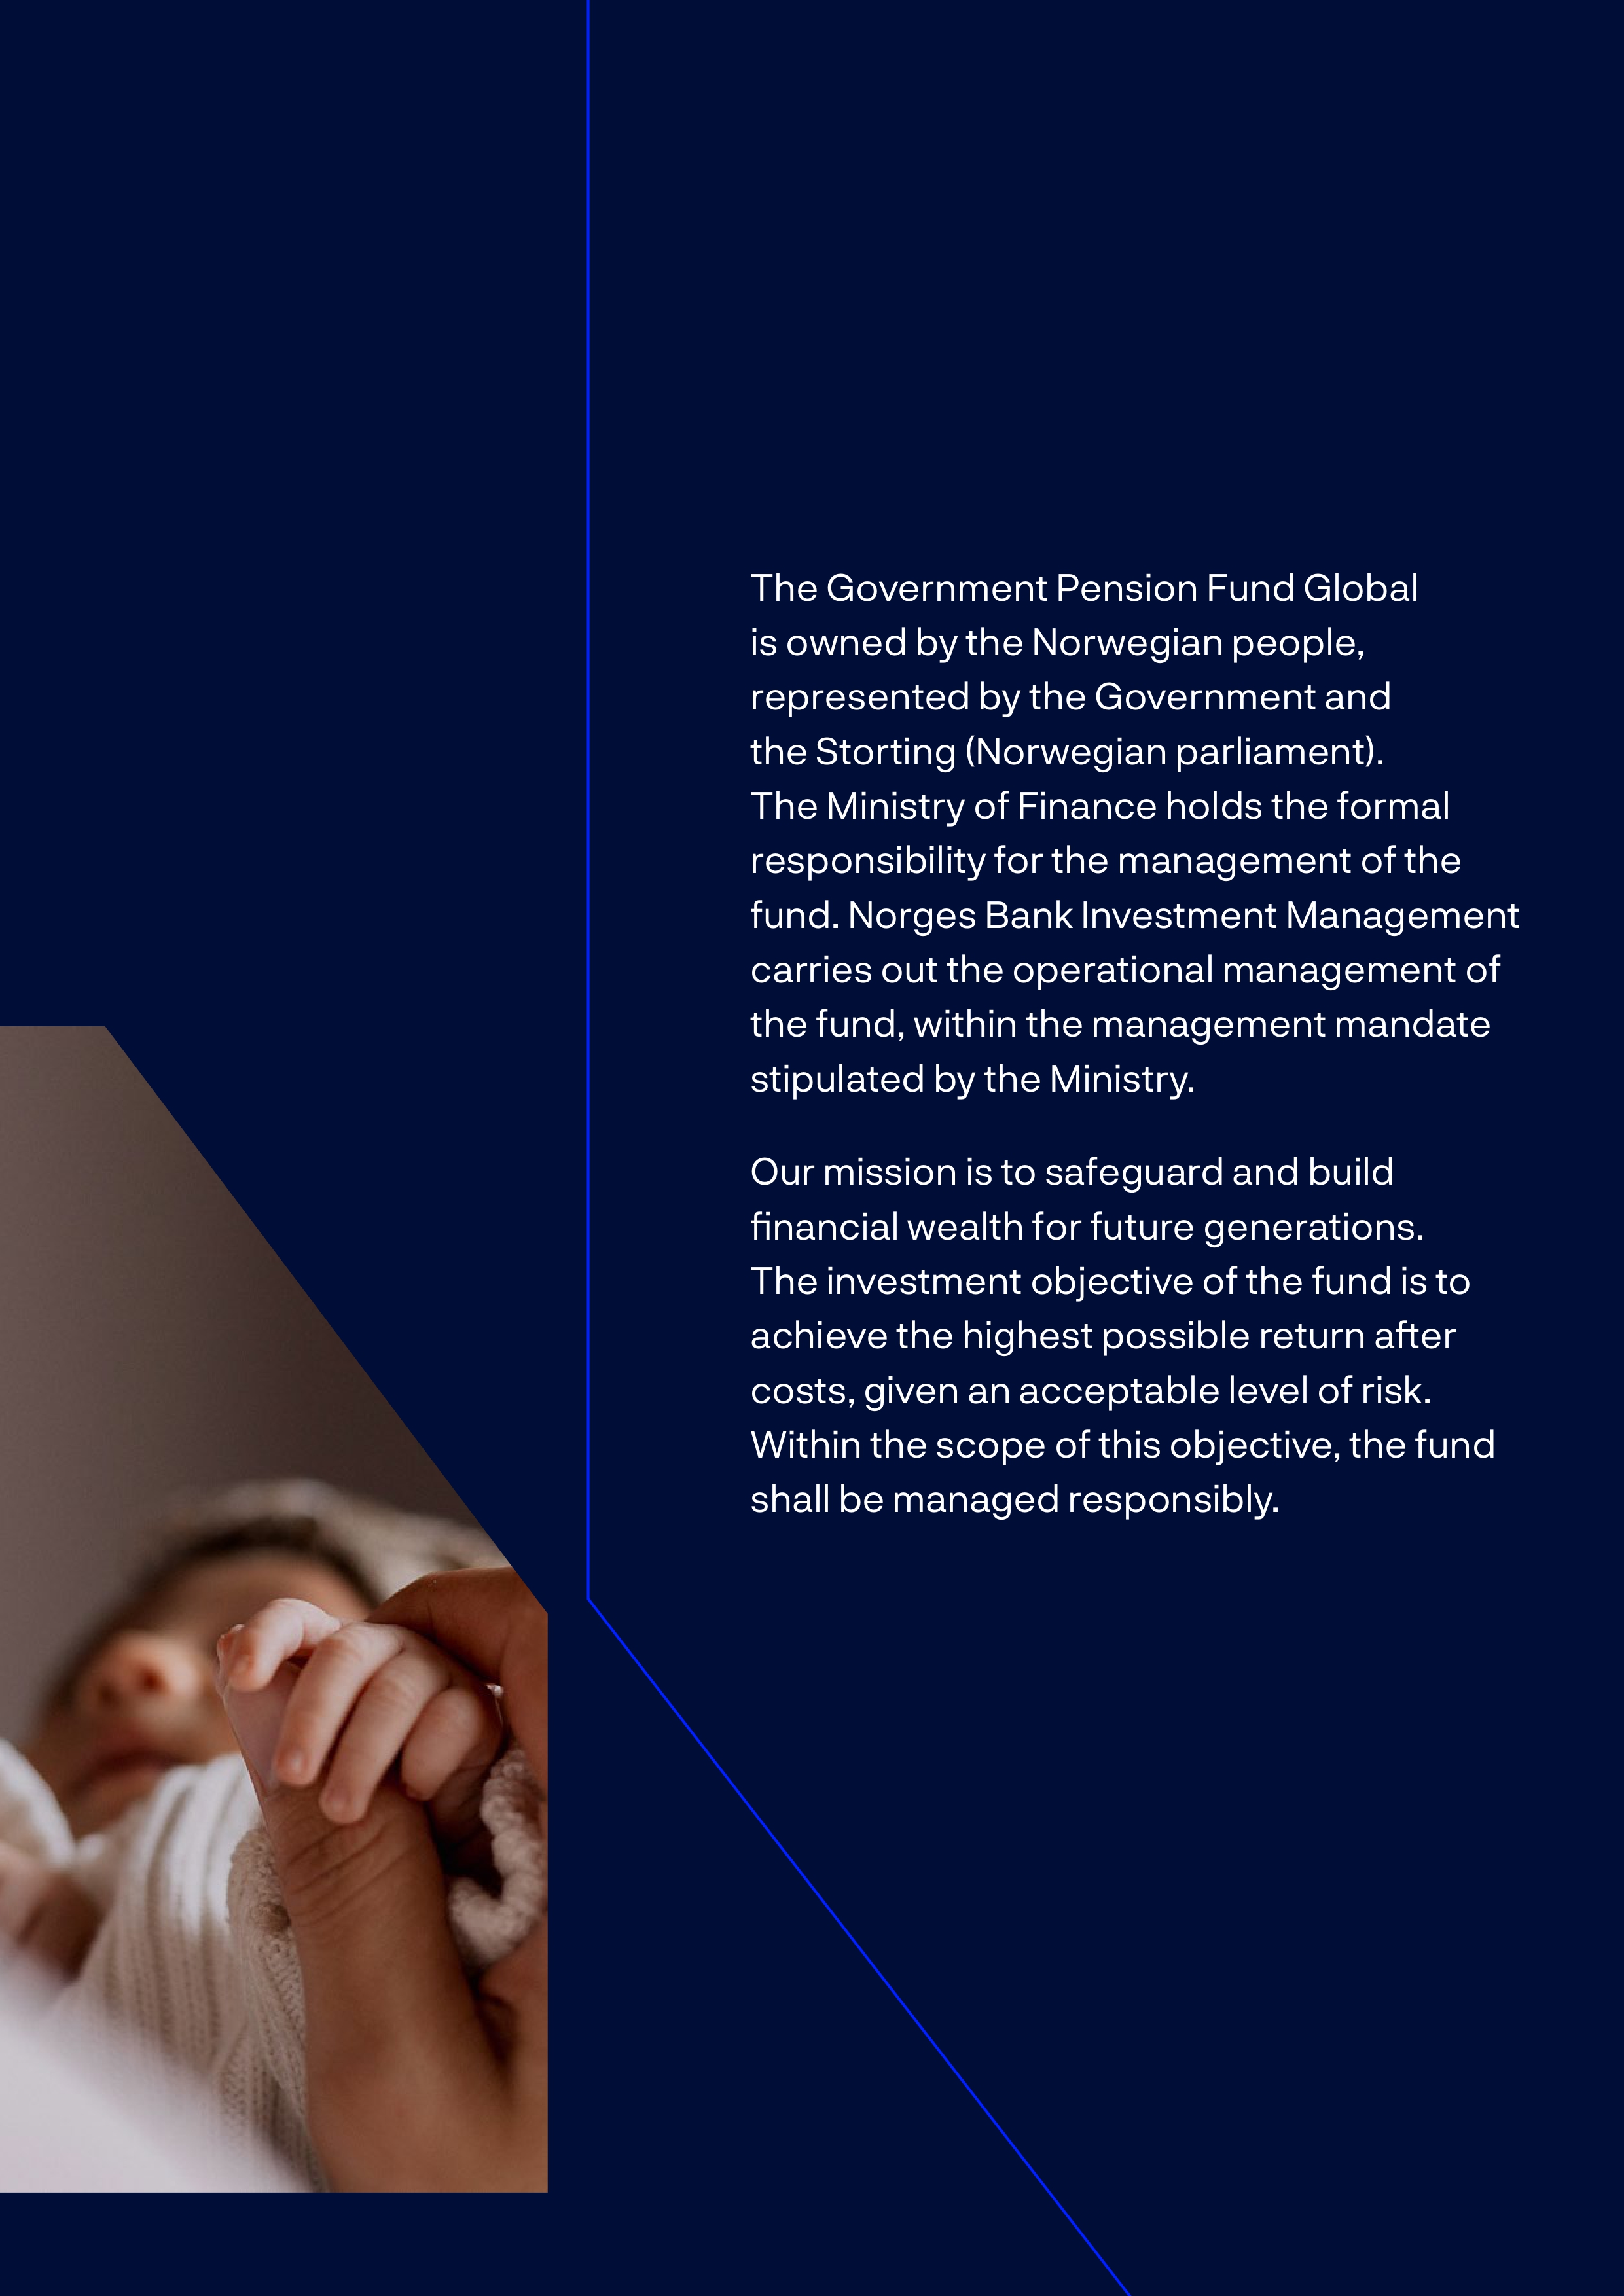 The Government Pension Fund Global
is owned by the Norwegian people,
represented by the Government and
the Storting (Norwegian parliament).
The Ministry of Finance holds the formal
responsibility for the management of the
fund. Norges Bank Investment Management
carries out the operational management of
the fund, within the management mandate
stipulated by the Ministry.
Our mission is to safeguard and build
financial wealth for future generations.
The investment objective of the fund is to
achieve the highest possible return after
costs, given an acceptable level of risk.
Within the scope of this objective, the fund
shall be managed responsibly.